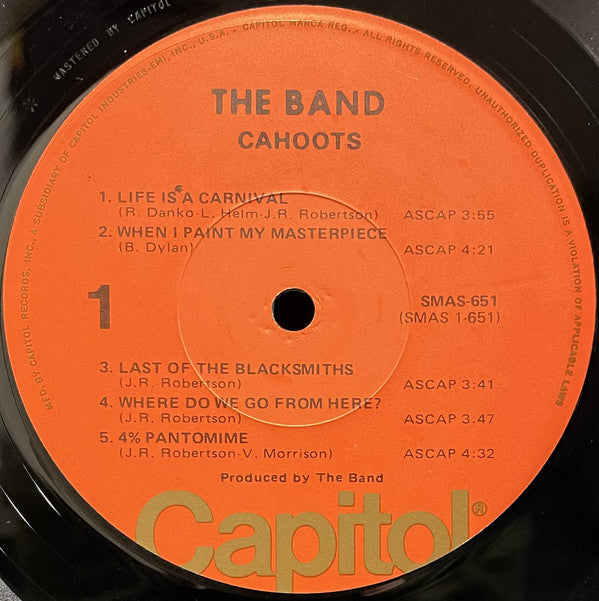 MASTERED BY CAPITOL
MFD. BY CAPITOL RECORDS, INC., A SUBSIDIARY OF CAPITOL INDUSTRIES-EMI, INC., U.S.A. • CAPITOL MARCA REG. • ALL RIGHTS RESERVED. UNAUTHORIZED DUPLICATION IS A VIOLATION OF APPLICABLE LAWS
THE BAND
CAHOOTS
1. LIFE IS A CARNIVAL
(R. Danko-L. Helm-J.R. Robertson) ASCAP 3:55
2. WHEN I PAINT MY MASTERPIECE
(B. Dylan) ASCAP 4:21
1
SMAS-651
(SMAS 1-651)
3. LAST OF THE BLACKSMITHS
(J.R. Robertson) ASCAP 3:41
4. WHERE DO WE GO FROM HERE?
(J.R. Robertson) ASCAP 3:47
5. 4% PANTOMIME
(J.R. Robertson-V. Morrison) ASCAP 4:32
Produced by The Band
Capitol®